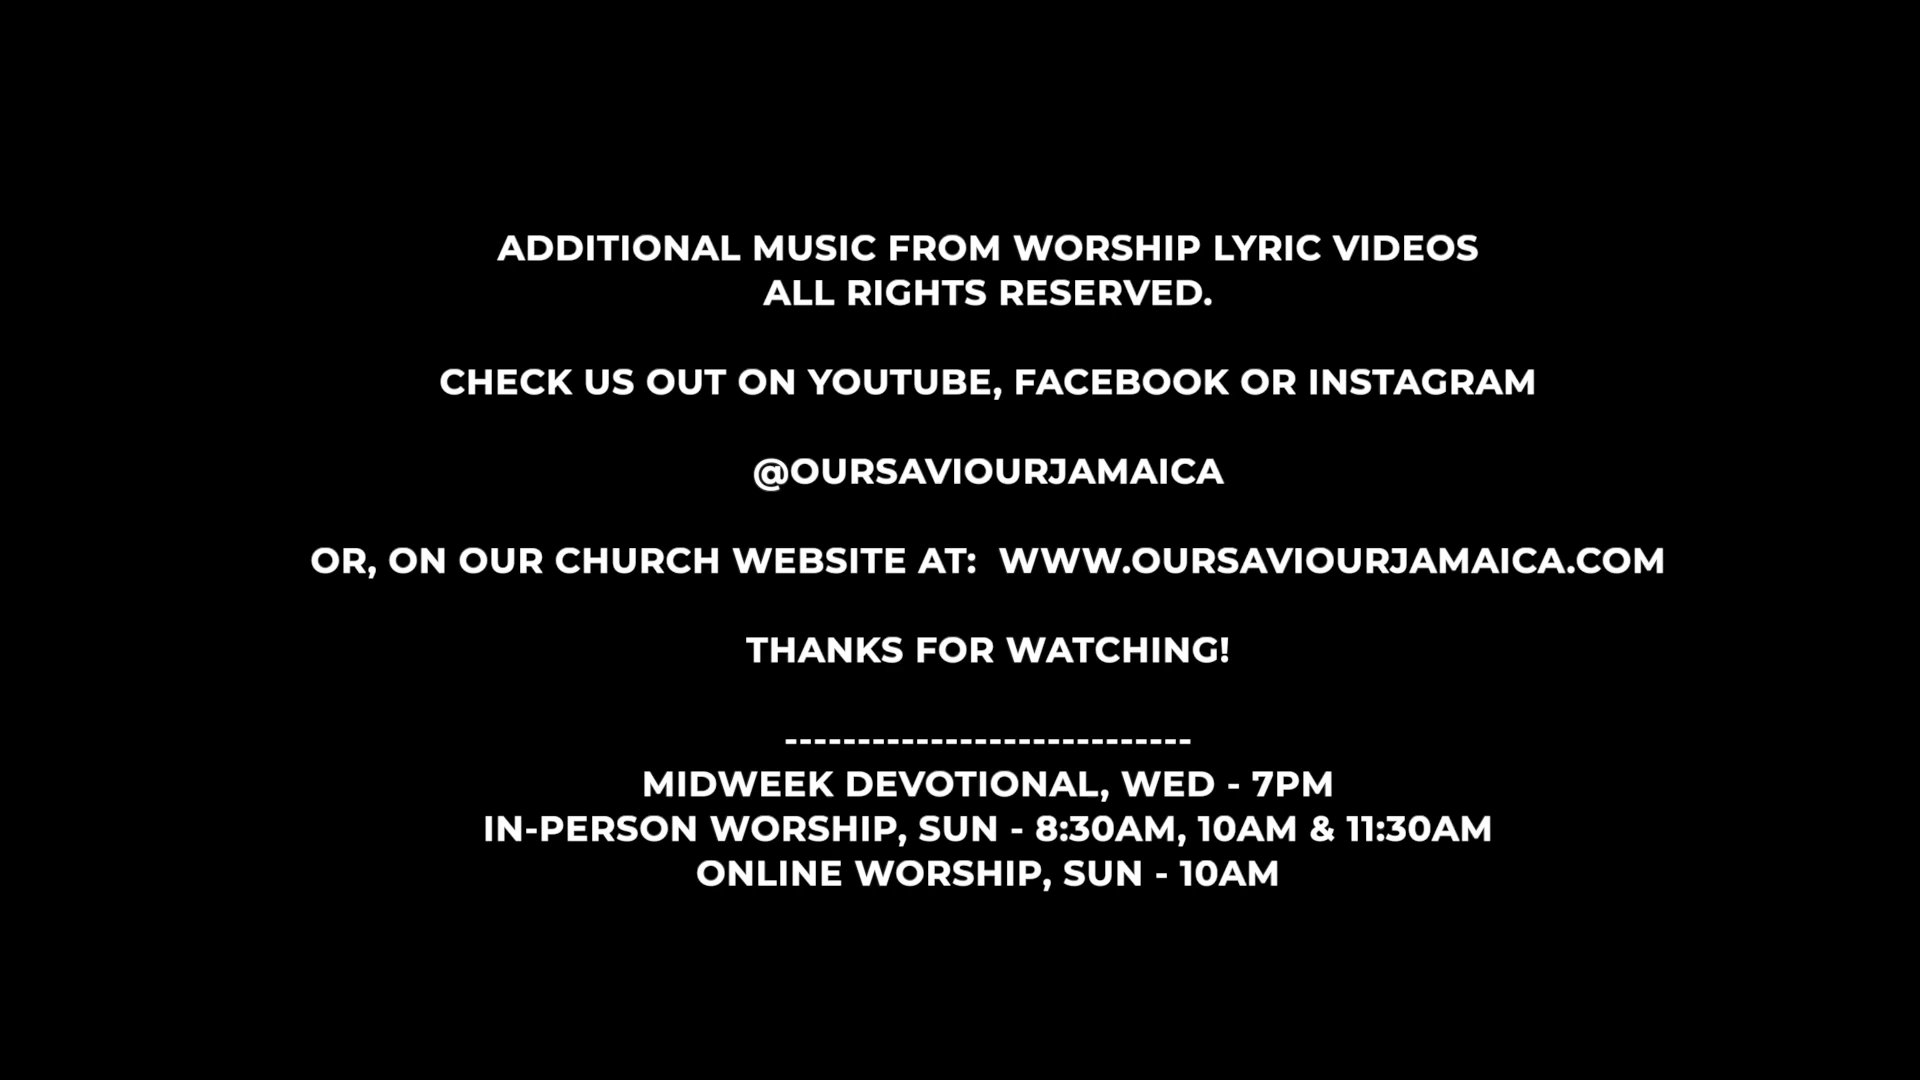 ADDITIONAL MUSIC FROM WORSHIP LYRIC VIDEOS
ALL RIGHTS RESERVED.
CHECK US OUT ON YOUTUBE, FACEBOOK OR INSTAGRAM
@OURSAVIOURJAMAICA
OR, ON OUR CHURCH WEBSITE AT:  WWW.OURSAVIOURJAMAICA.COM
THANKS FOR WATCHING!
----------------------------
MIDWEEK DEVOTIONAL, WED - 7PM
IN-PERSON WORSHIP, SUN - 8:30AM, 10AM & 11:30AM
ONLINE WORSHIP, SUN - 10AM